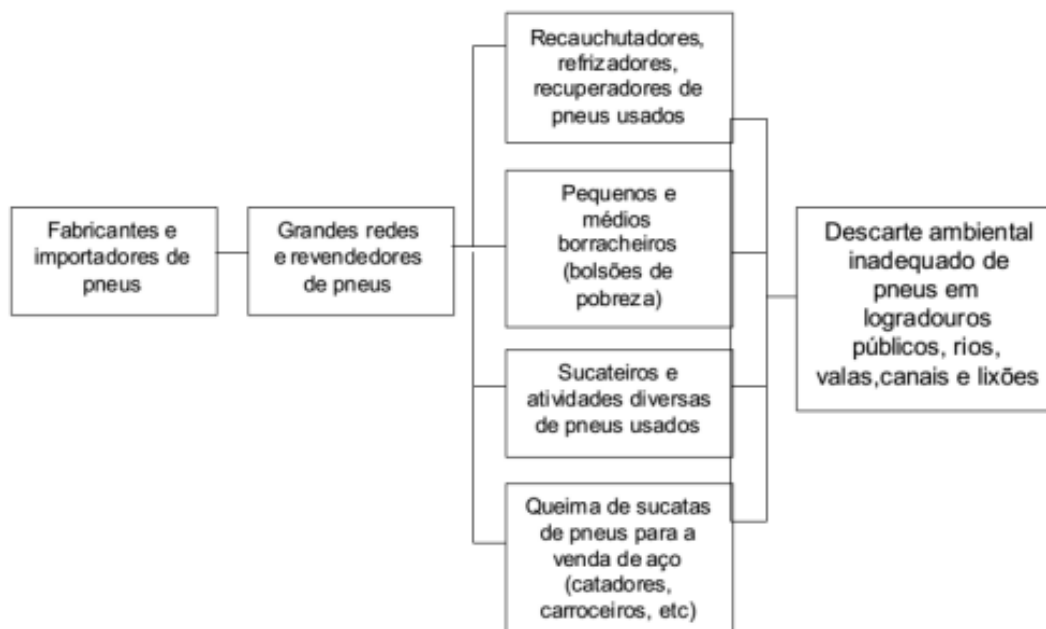 Fabricantes e
importadores de
pneus
Grandes redes
e revendedores
de pneus
Recauchutadores,
refrizadores,
recuperadores de
pneus usados
Pequenos e
médios
borracheiros
(bolsões de
pobreza)
Sucateiros e
atividades diversas
de pneus usados
Queima de sucatas
de pneus para a
venda de aço
(catadores,
carroceiros, etc)
Descarte ambiental
inadequado de
pneus em
logradouros
públicos, rios,
valas,canais e lixões